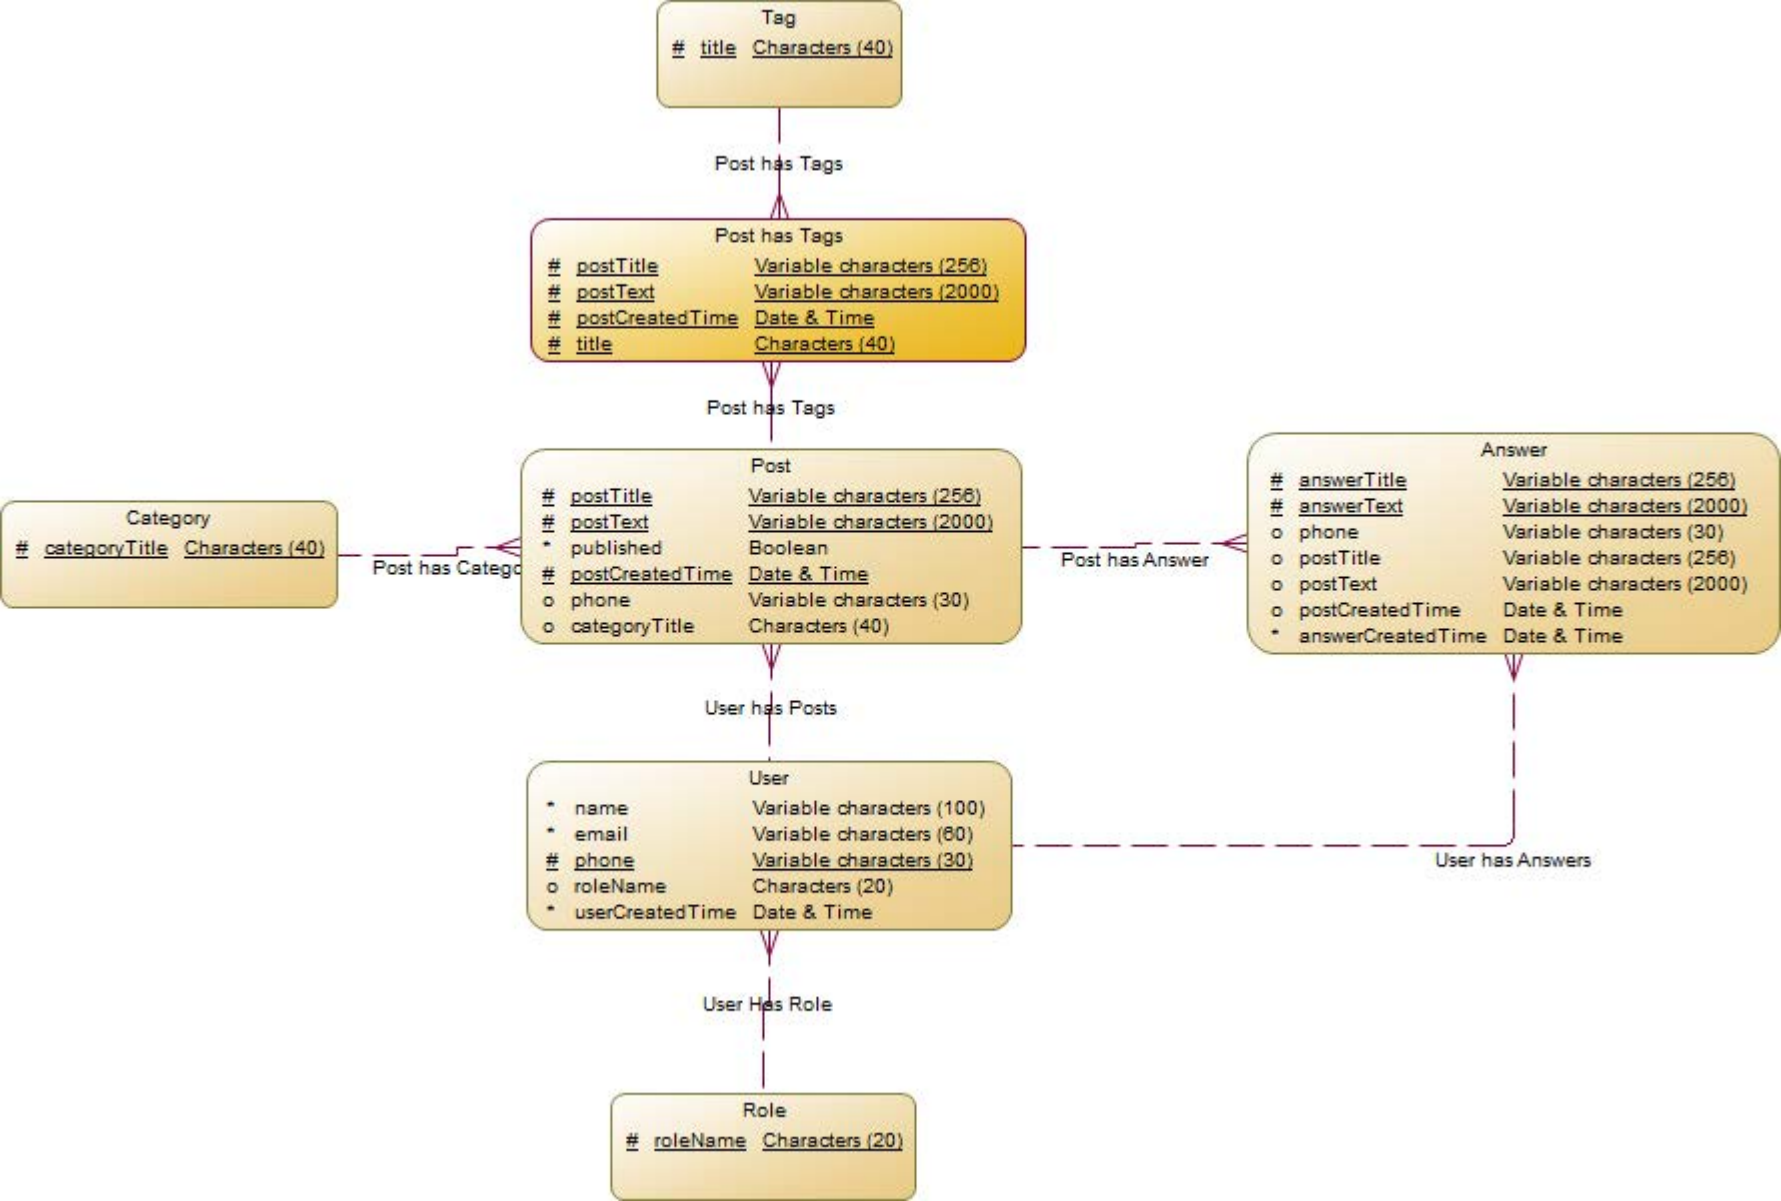 Tag
# title Characters (40)
Post has Tags
Post has Tags
# postTitle Variable characters (256)
# postText Variable characters (2000)
# postCreatedTime Date & Time
# title Characters (40)
Post has Tags
Post
# postTitle Variable characters (256)
# postText Variable characters (2000)
* published Boolean
# postCreatedTime Date & Time
o phone Variable characters (30)
o categoryTitle Characters (40)
Category
# categoryTitle Characters (40)
Post has Catego
Post has Answer
Answer
# answerTitle Variable characters (256)
# answerText Variable characters (2000)
o phone Variable characters (30)
o postTitle Variable characters (256)
o postText Variable characters (2000)
o postCreatedTime Date & Time
* answerCreatedTime Date & Time
User has Posts
User
* name Variable characters (100)
* email Variable characters (60)
# phone Variable characters (30)
o roleName Characters (20)
* userCreatedTime Date & Time
User has Answers
User Has Role
Role
# roleName Characters (20)